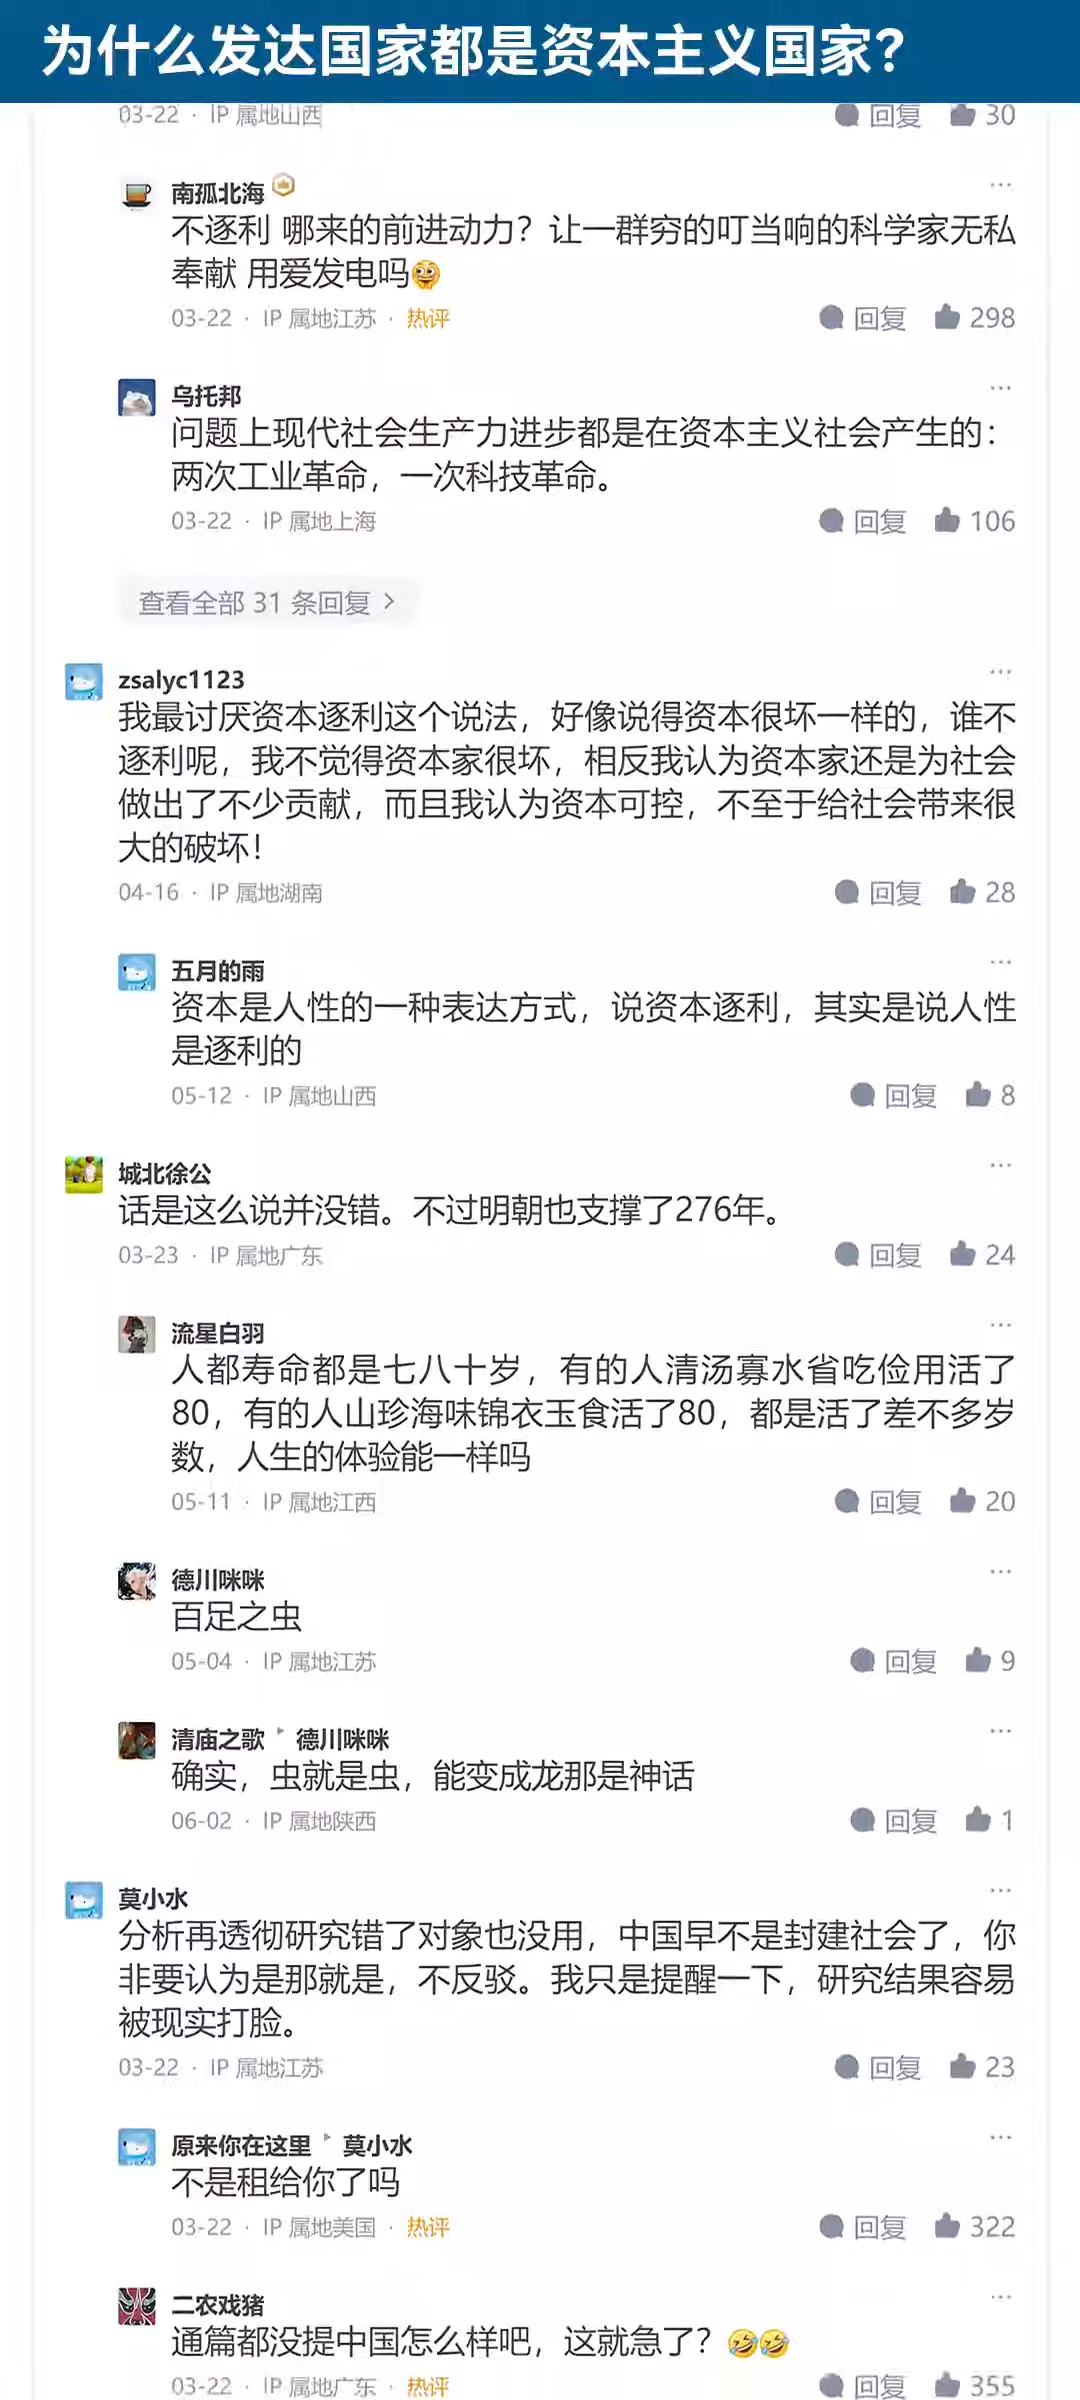 为什么发达国家都是资本主义国家?
03-22 · IP 属地山西 回复 30
南孤北海
不逐利 哪来的前进动力？让一群穷的叮当响的科学家无私
奉献 用爱发电吗
03-22 · IP 属地江苏 · 热评 回复 298
乌托邦
问题上现代社会生产力进步都是在资本主义社会产生的：
两次工业革命，一次科技革命。
03-22 · IP 属地上海 回复 106
查看全部 31 条回复 >
zsalyc1123
我最讨厌资本逐利这个说法，好像说得资本很坏一样的，谁不
逐利呢，我不觉得资本家很坏，相反我认为资本家还是为社会
做出了不少贡献，而且我认为资本可控，不至于给社会带来很
大的破坏！
04-16 · IP 属地湖南 回复 28
五月的雨
资本是人性的一种表达方式，说资本逐利，其实是说人性
是逐利的
05-12 · IP 属地山西 回复 8
城北徐公
话是这么说并没错。不过明朝也支撑了276年。
03-23 · IP 属地广东 回复 24
流星白羽
人都寿命都是七八十岁，有的人清汤寡水省吃俭用活了
80，有的人山珍海味锦衣玉食活了80，都是活了差不多岁
数，人生的体验能一样吗
05-11 · IP 属地江西 回复 20
德川咪咪
百足之虫
05-04 · IP 属地江苏 回复 9
清庙之歌 ▸ 德川咪咪
确实，虫就是虫，能变成龙那是神话
06-02 · IP 属地陕西 回复 1
莫小水
分析再透彻研究错了对象也没用，中国早不是封建社会了，你
非要认为是那就是，不反驳。我只是提醒一下，研究结果容易
被现实打脸。
03-22 · IP 属地江苏 回复 23
原来你在这里 ▸ 莫小水
不是租给你了吗
03-22 · IP 属地美国 · 热评 回复 322
二农戏猪
通篇都没提中国怎么样吧，这就急了？
03-22 · IP 属地广东 · 热评 回复 355